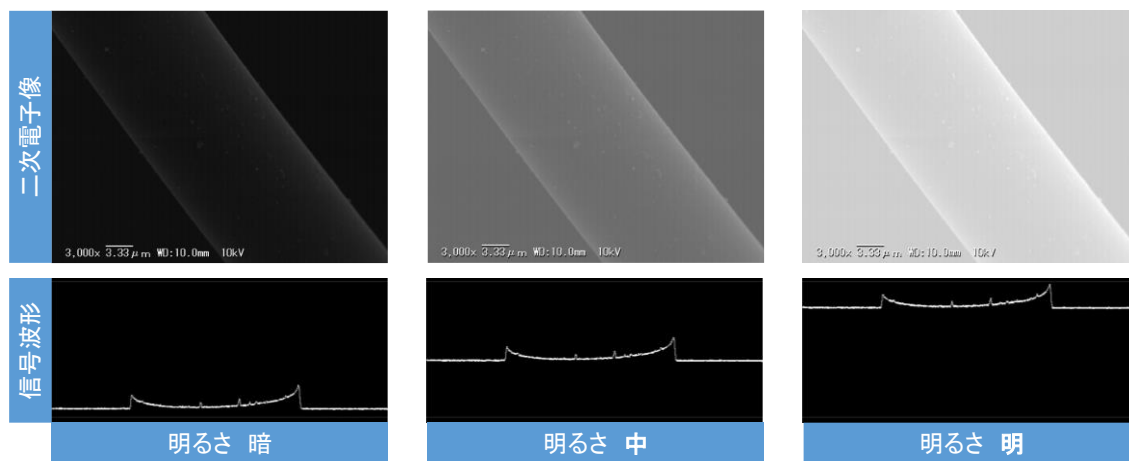 二次電子像
3,000x 3.33μm WD:10.0mm 10kV
3,000x 3.33μm WD:10.0mm 10kV
3,000x 3.33μm WD:10.0mm 10kV
信号波形
明るさ 暗
明るさ 中
明るさ 明